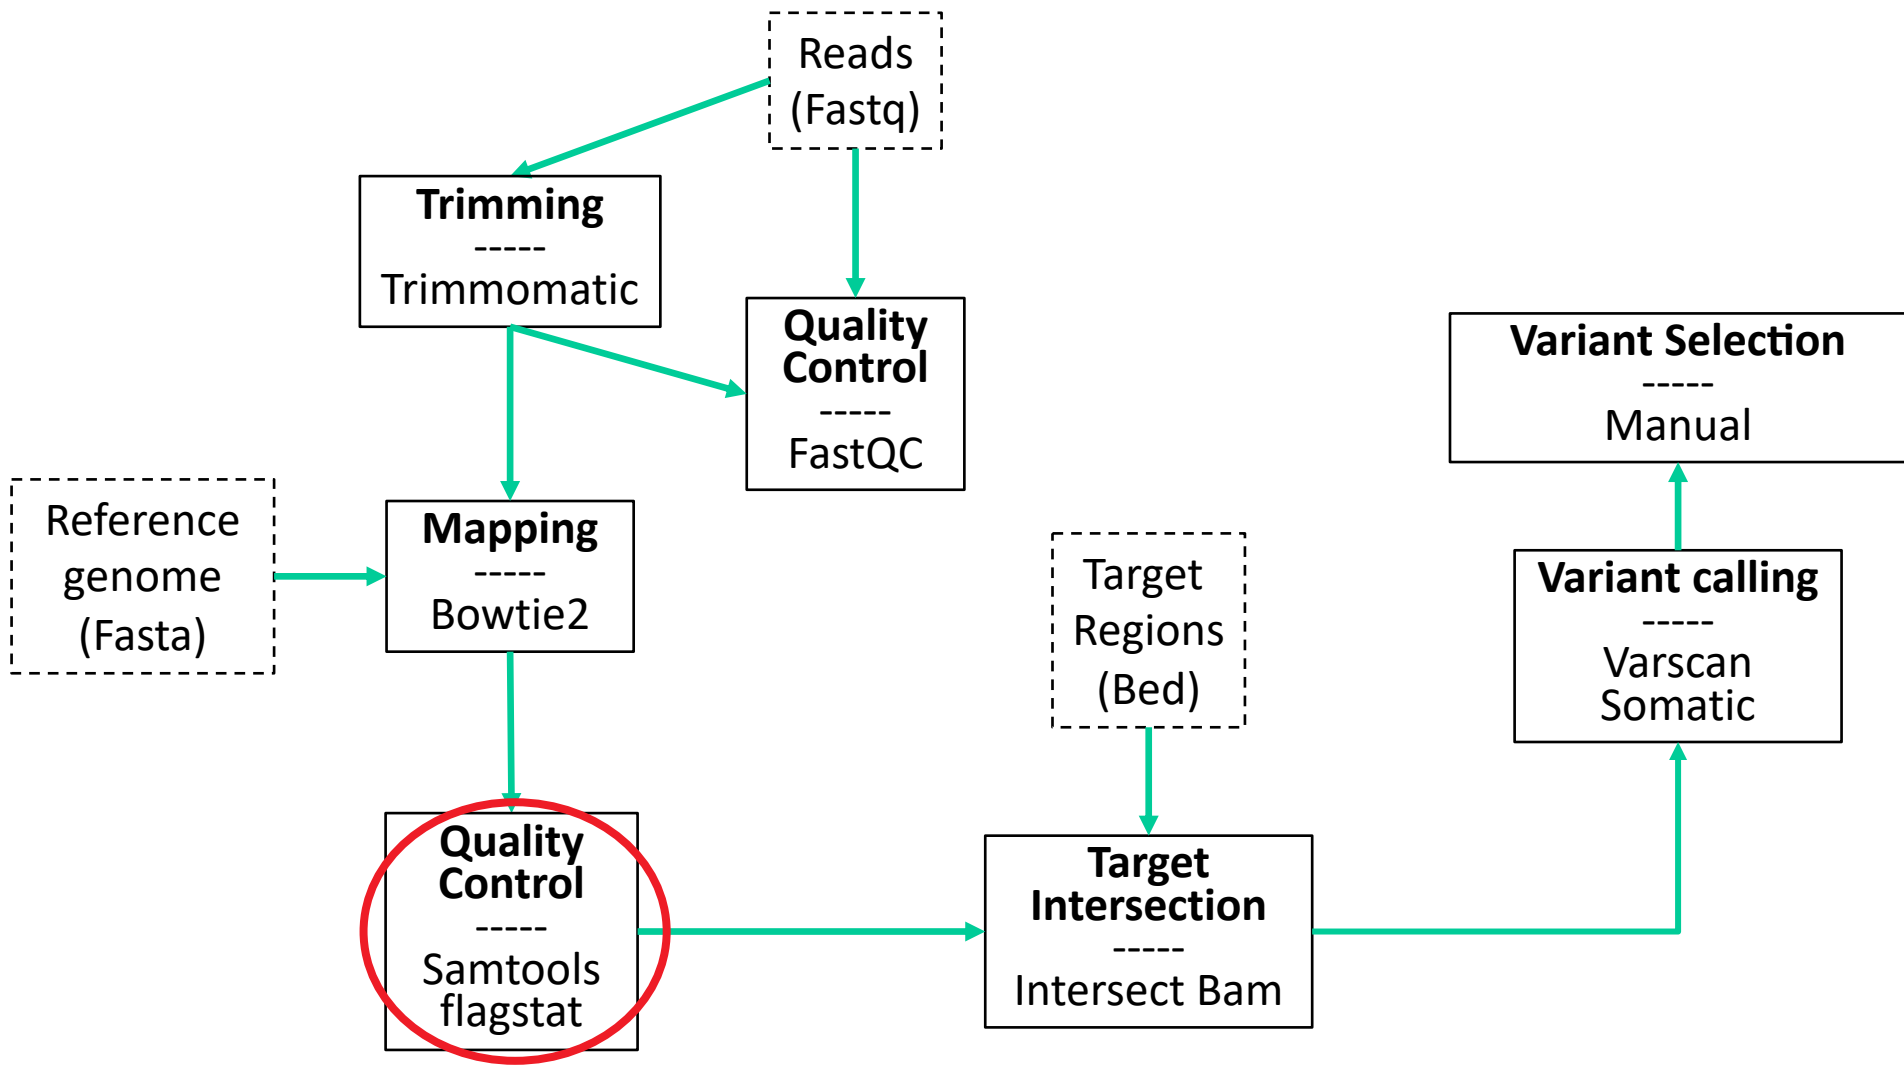 Reads
(Fastq)
Trimming
-----
Trimmomatic
Quality
Control
-----
FastQC
Reference
genome
(Fasta)
Mapping
-----
Bowtie2
Quality
Control
-----
Samtools
flagstat
Target
Regions
(Bed)
Target
Intersection
-----
Intersect Bam
Variant calling
-----
Varscan
Somatic
Variant Selection
-----
Manual